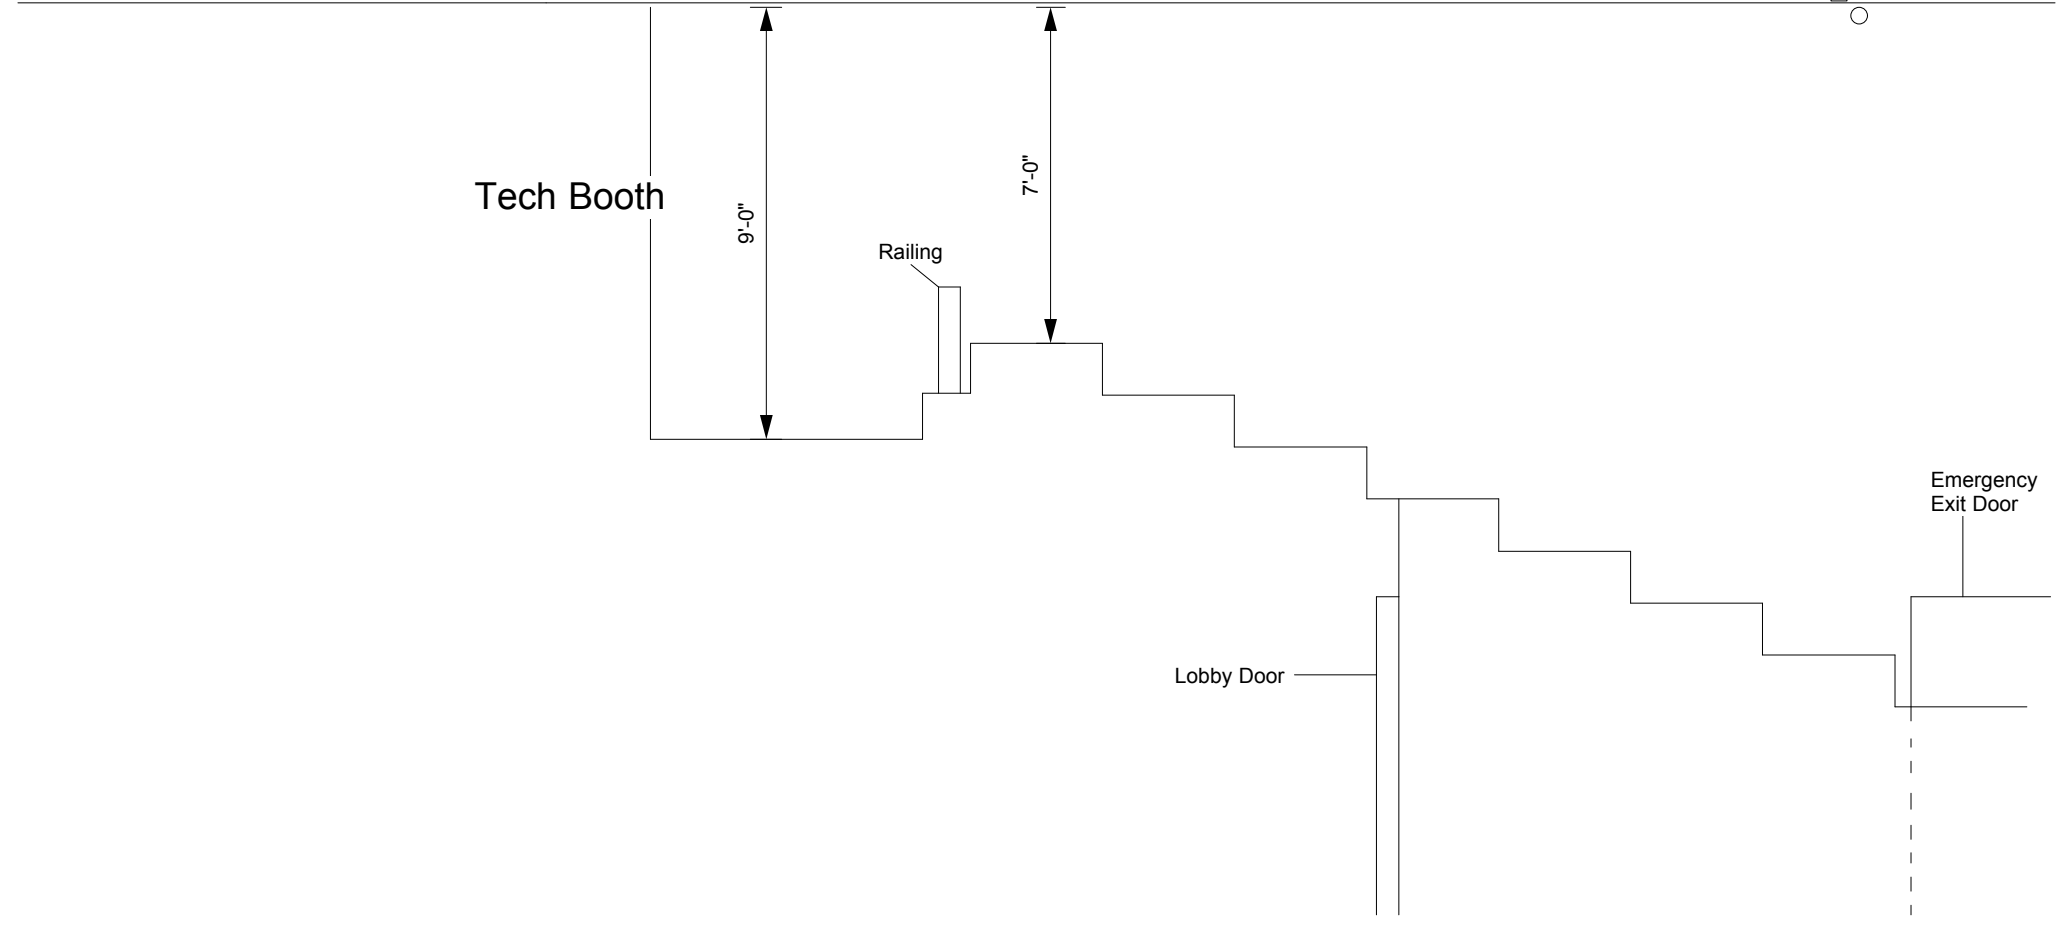 Tech Booth
9'-0"
7'-0"
Railing
Emergency
Exit Door
Lobby Door